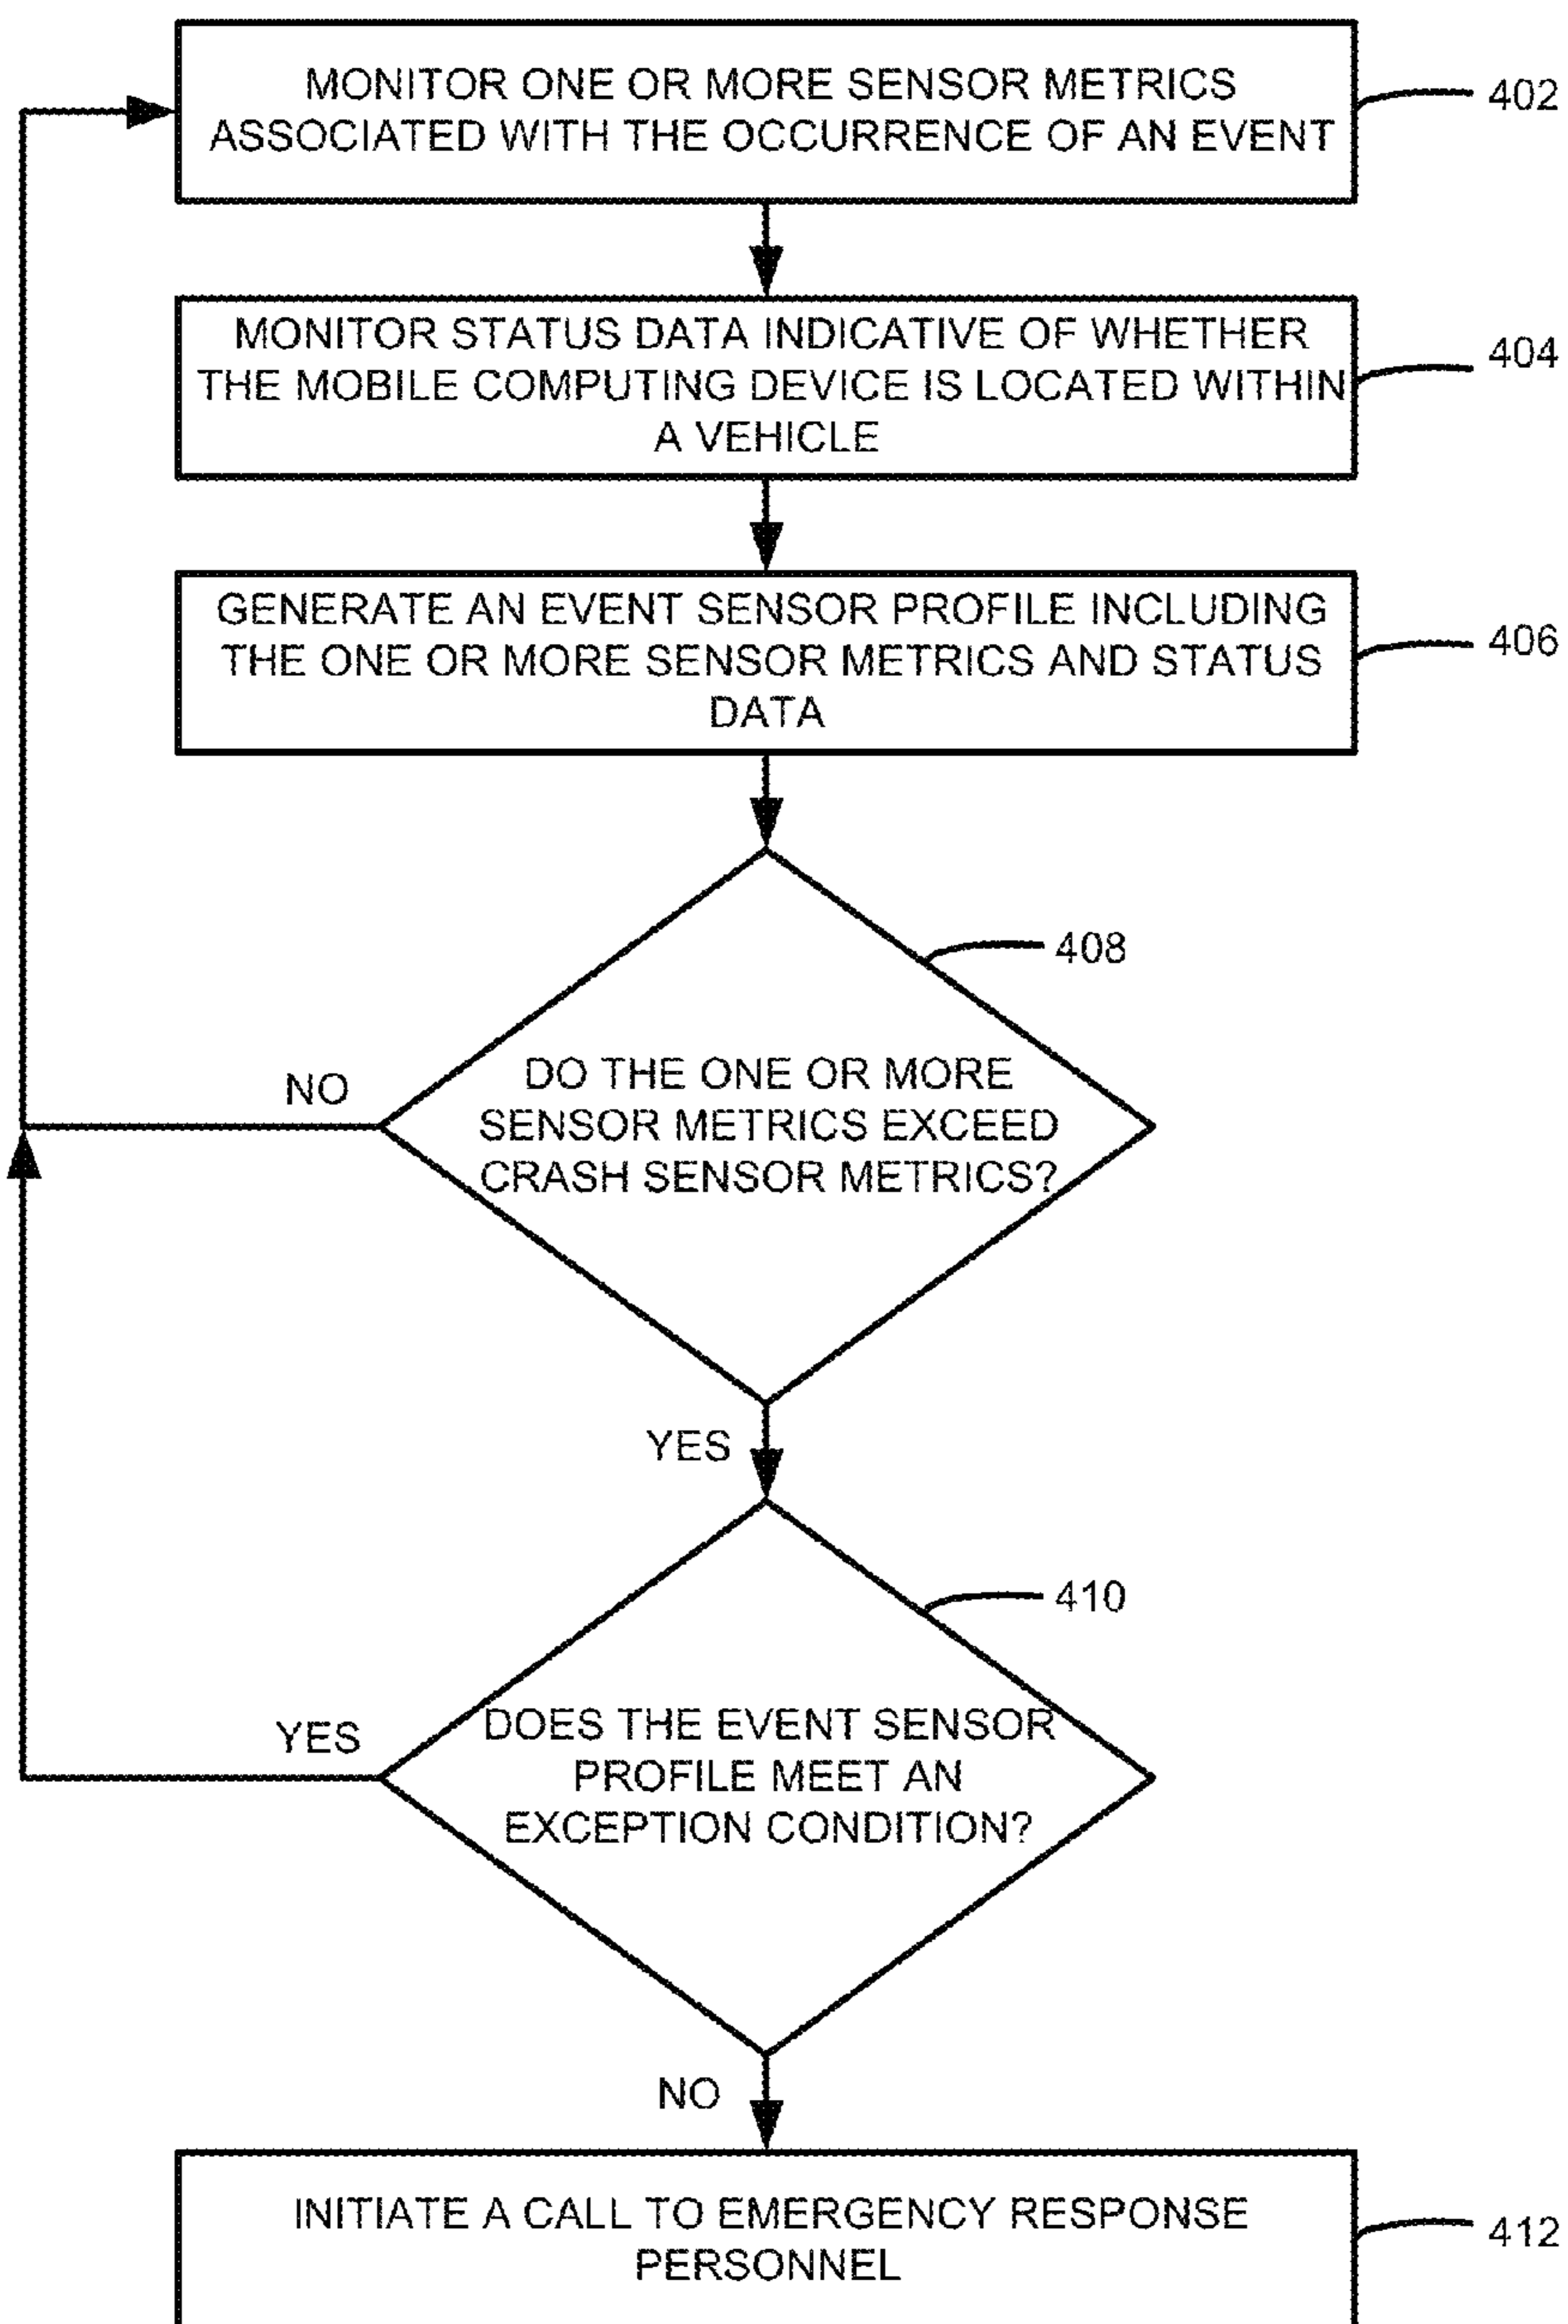 MONITOR ONE OR MORE SENSOR METRICS
ASSOCIATED WITH THE OCCURRENCE OF AN EVENT
402
MONITOR STATUS DATA INDICATIVE OF WHETHER
THE MOBILE COMPUTING DEVICE IS LOCATED WITHIN
A VEHICLE
404
GENERATE AN EVENT SENSOR PROFILE INCLUDING
THE ONE OR MORE SENSOR METRICS AND STATUS
DATA
406
408
NO
DO THE ONE OR MORE
SENSOR METRICS EXCEED
CRASH SENSOR METRICS?
YES
410
YES
DOES THE EVENT SENSOR
PROFILE MEET AN
EXCEPTION CONDITION?
NO
INITIATE A CALL TO EMERGENCY RESPONSE
PERSONNEL
412